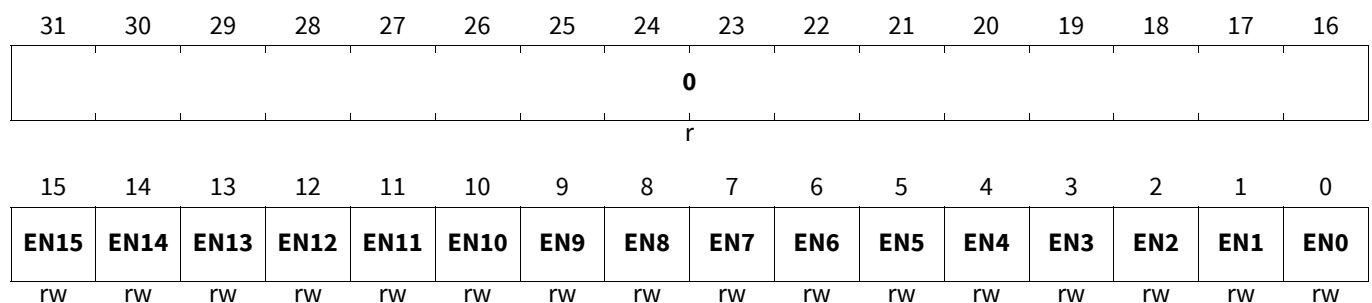 31 30 29 28 27 26 25 24 23 22 21 20 19 18 17 16
0
r
15 14 13 12 11 10 9 8 7 6 5 4 3 2 1 0
EN15 EN14 EN13 EN12 EN11 EN10 EN9 EN8 EN7 EN6 EN5 EN4 EN3 EN2 EN1 EN0
rw rw rw rw rw rw rw rw rw rw rw rw rw rw rw rw